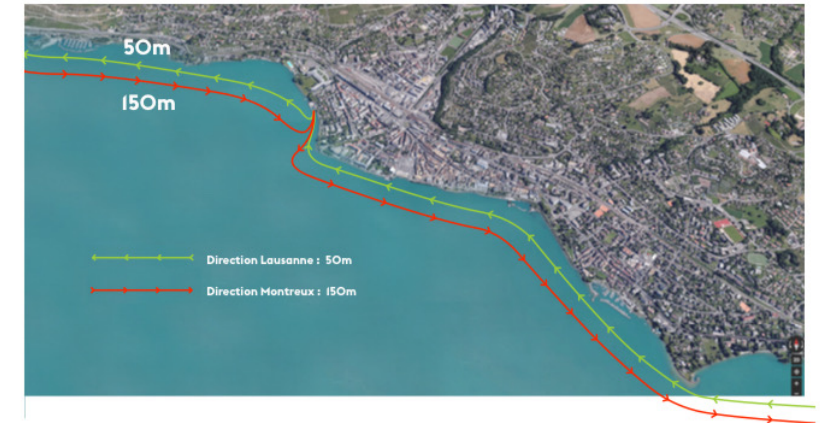 50m
150m
Direction Lausanne : 50m
Direction Montreux : 150m